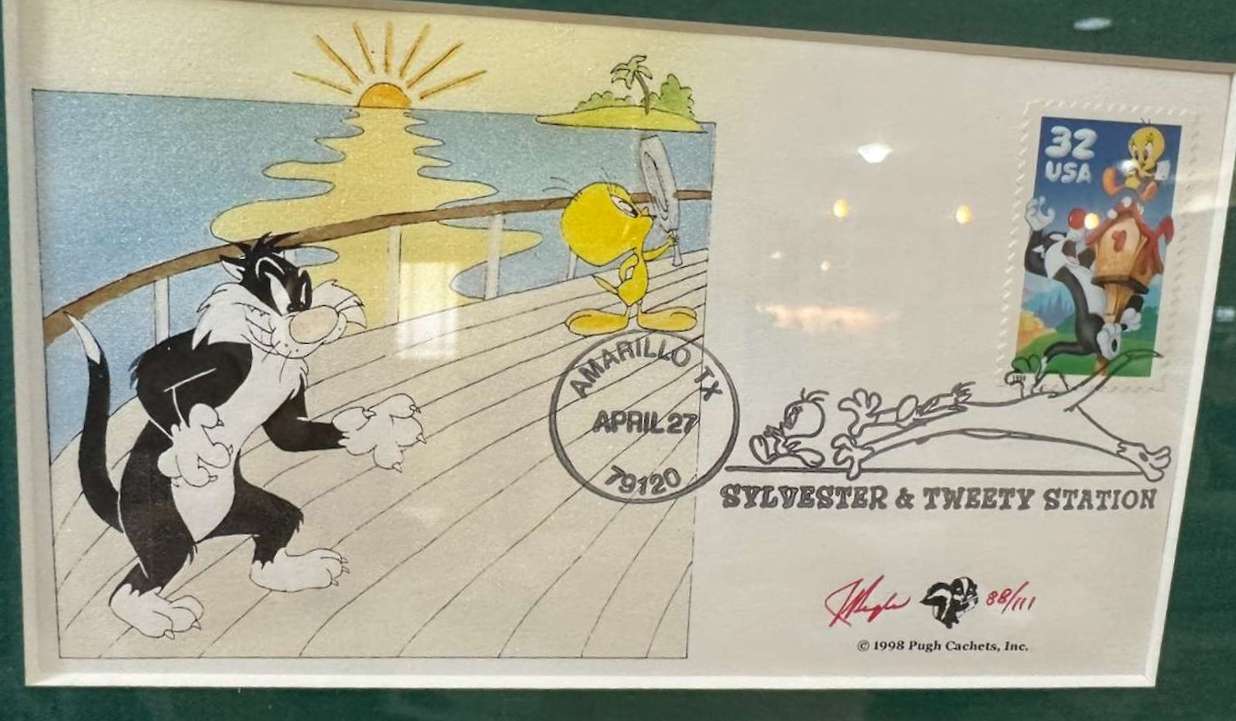 32
USA
AMARILLO TX
APRIL 27
79120
SYLVESTER & TWEETY STATION
88/111
© 1998 Pugh Cachets, Inc.